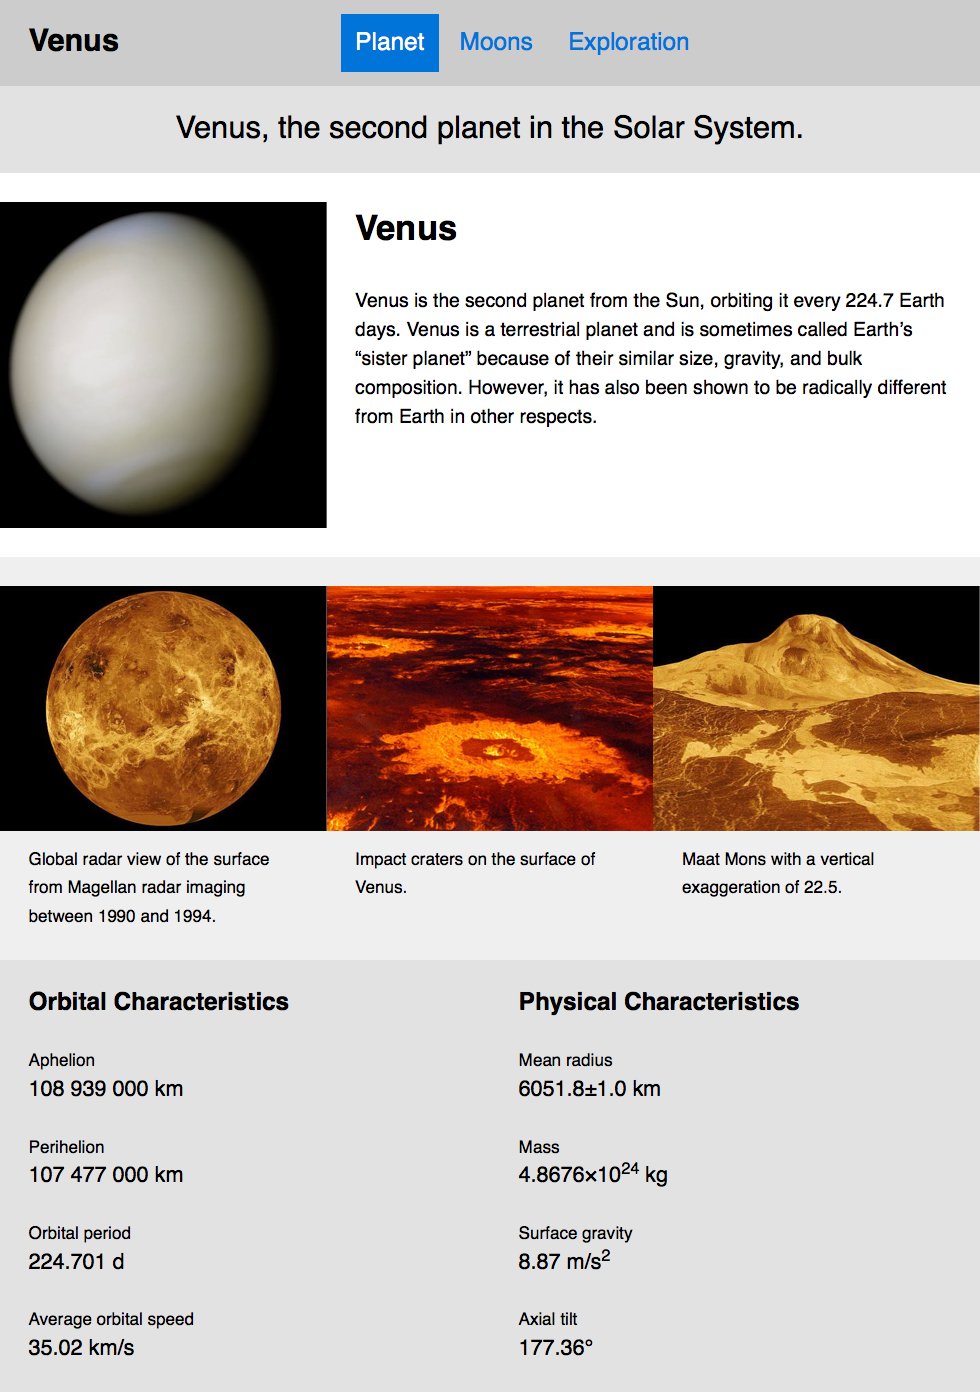 Venus
Planet Moons Exploration
Venus, the second planet in the Solar System.
Venus
Venus is the second planet from the Sun, orbiting it every 224.7 Earth
days. Venus is a terrestrial planet and is sometimes called Earth’s
“sister planet” because of their similar size, gravity, and bulk
composition. However, it has also been shown to be radically different
from Earth in other respects.
Global radar view of the surface
from Magellan radar imaging
between 1990 and 1994.
Impact craters on the surface of
Venus.
Maat Mons with a vertical
exaggeration of 22.5.
Orbital Characteristics
Aphelion
108 939 000 km
Perihelion
107 477 000 km
Orbital period
224.701 d
Average orbital speed
35.02 km/s
Physical Characteristics
Mean radius
6051.8±1.0 km
Mass
4.8676×10²⁴ kg
Surface gravity
8.87 m/s²
Axial tilt
177.36°